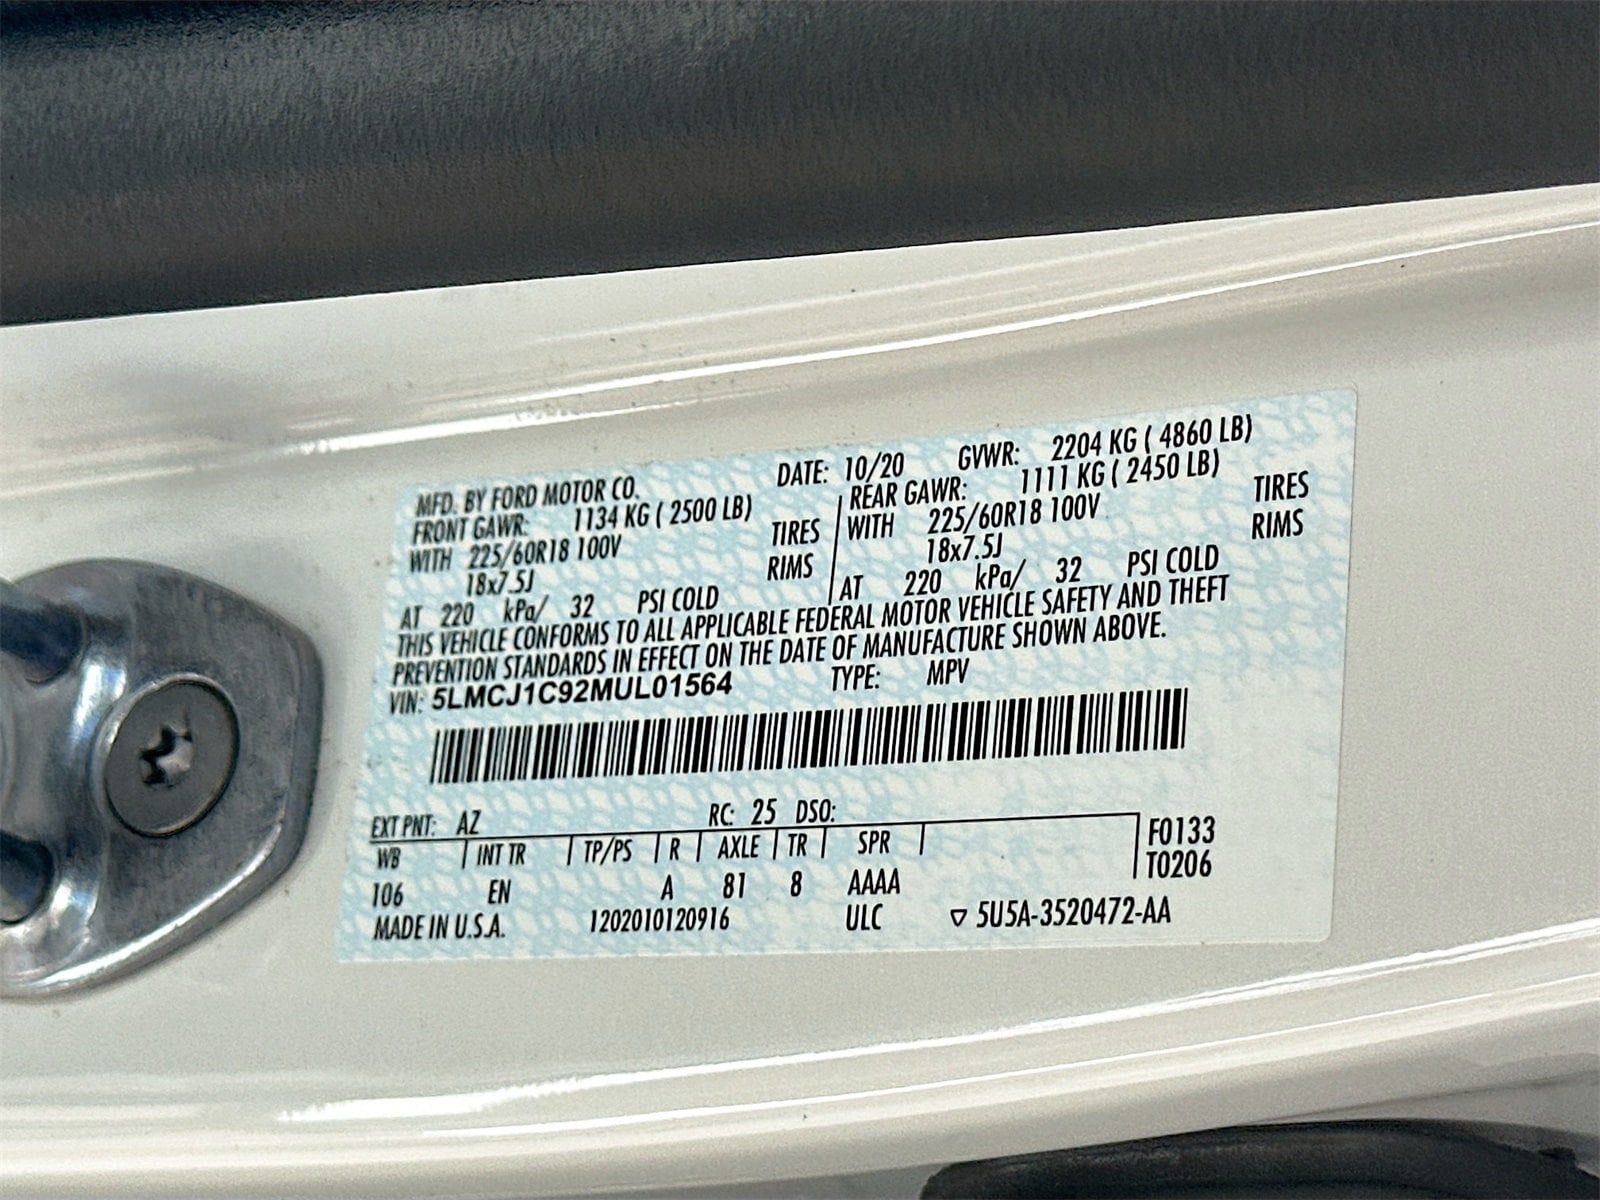 MFD. BY FORD MOTOR CO. DATE: 10/20 GVWR: 2204 KG ( 4860 LB)
FRONT GAWR: 1134 KG ( 2500 LB) REAR GAWR: 1111 KG ( 2450 LB)
WITH 225/60R18 100V TIRES WITH 225/60R18 100V TIRES
18x7.5J RIMS 18x7.5J RIMS
AT 220 kPa/ 32 PSI COLD AT 220 kPa/ 32 PSI COLD
THIS VEHICLE CONFORMS TO ALL APPLICABLE FEDERAL MOTOR VEHICLE SAFETY AND THEFT
PREVENTION STANDARDS IN EFFECT ON THE DATE OF MANUFACTURE SHOWN ABOVE.
VIN: 5LMCJ1C92MUL01564 TYPE: MPV
EXT PNT: AZ RC: 25 DSO:
WB INT TR TP/PS R AXLE TR SPR F0133
106 EN A 81 8 AAAA T0206
MADE IN U.S.A. 1202010120916 ULC ▽ 5U5A-3520472-AA